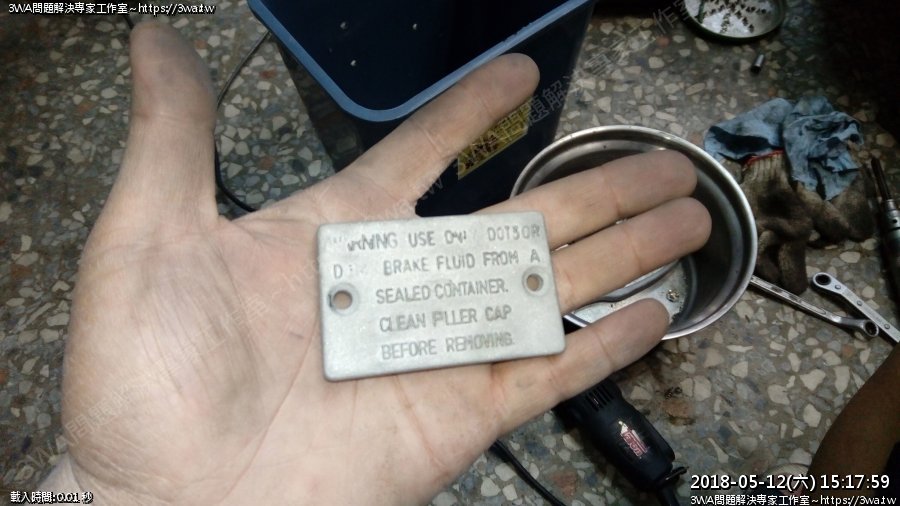 3WA問題解決專家工作室~https://3wa.tw
WARNING USE ONLY DOT3 OR
BRAKE FLUID FROM A
SEALED CONTAINER.
CLEAN FILLER CAP
BEFORE REMOVING.
載入時間: 0.01 秒
2018-05-12(六) 15:17:59
3WA問題解決專家工作室~https://3wa.tw